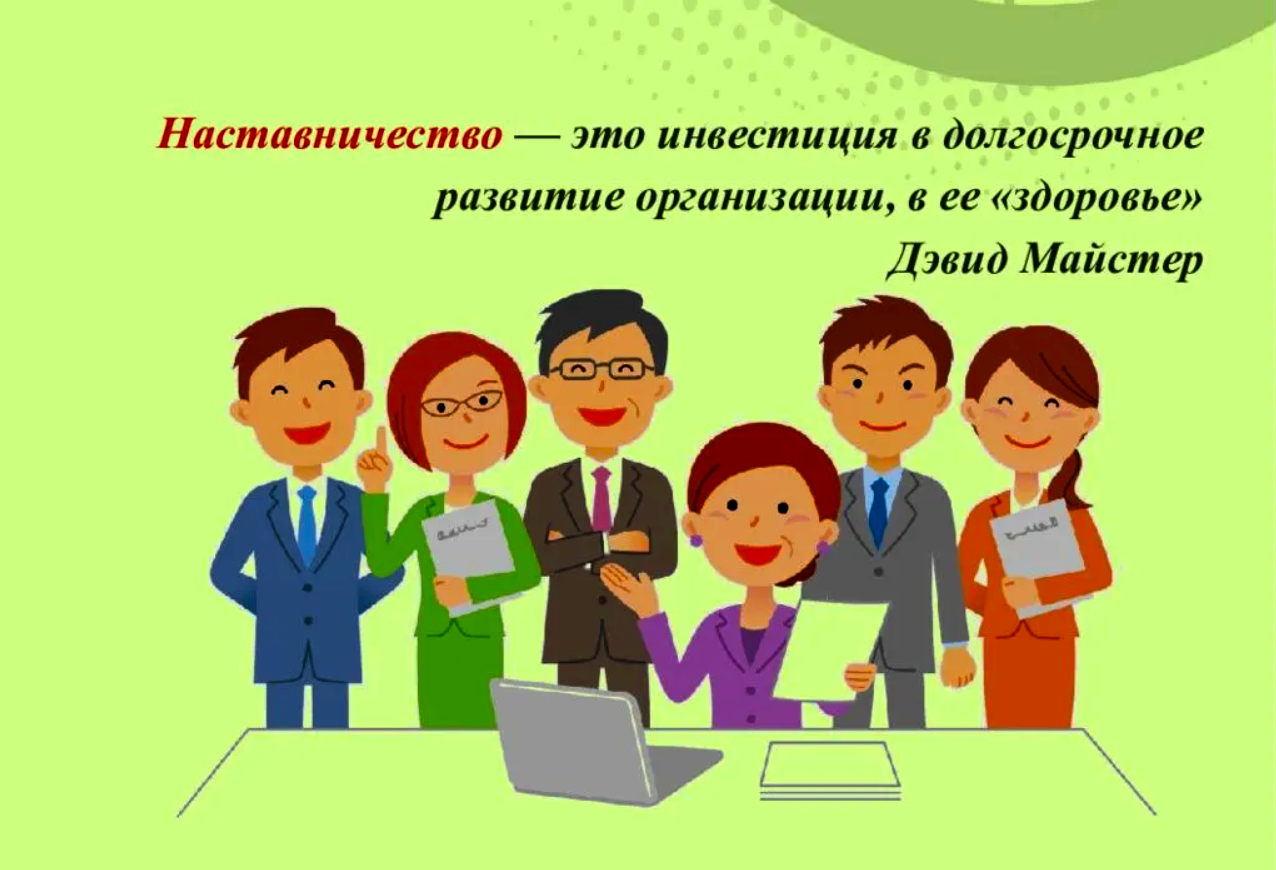 Наставничество — это инвестиция в долгосрочное
развитие организации, в ее «здоровье»
Дэвид Майстер